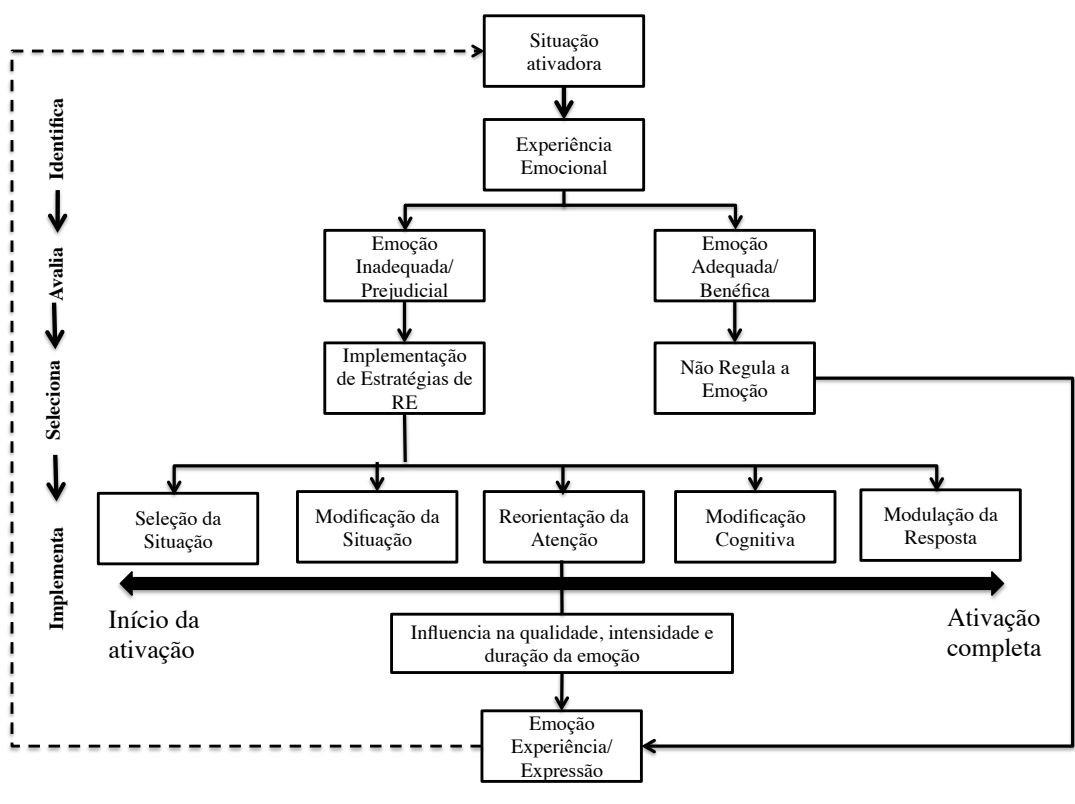 Situação
ativadora
Identifica
Experiência
Emocional
Avalia
Emoção
Inadequada/
Prejudicial
Emoção
Adequada/
Benéfica
Seleciona
Implementação
de Estratégias de
RE
Não Regula a
Emoção
Implementa
Seleção da
Situação
Modificação da
Situação
Reorientação da
Atenção
Modificação
Cognitiva
Modulação da
Resposta
Início da
ativação
Ativação
completa
Influencia na qualidade, intensidade e
duração da emoção
Emoção
Experiência/
Expressão